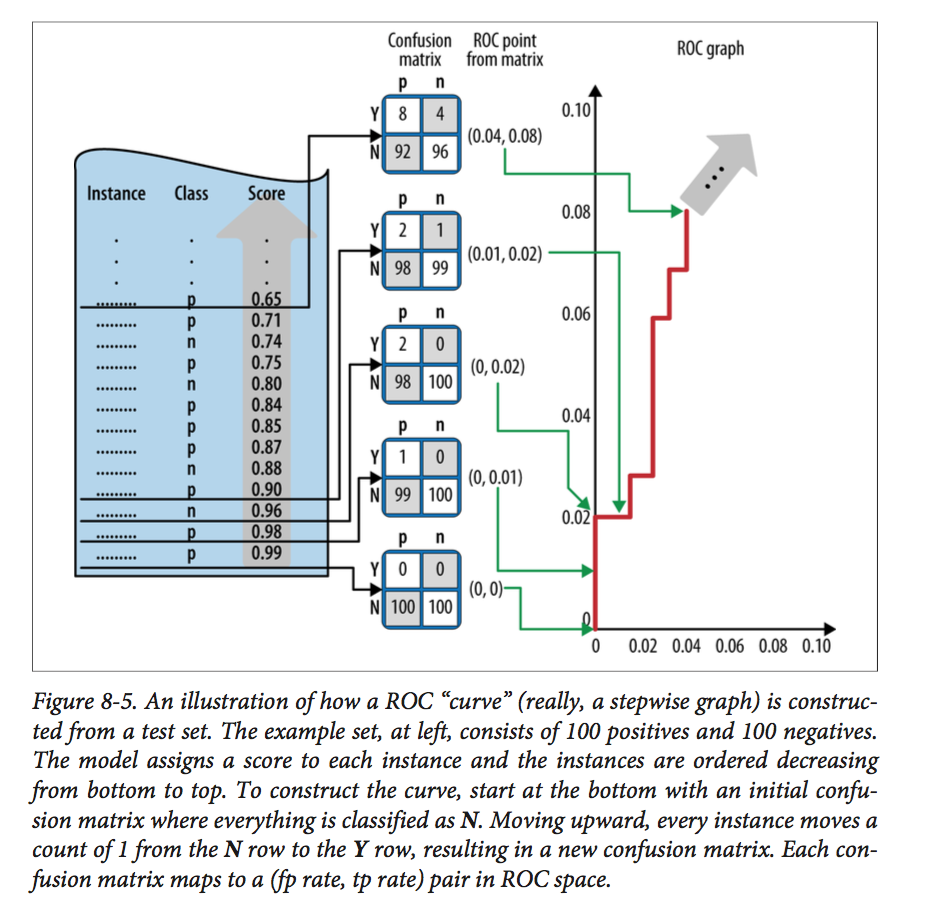 Confusion matrix
ROC point from matrix
ROC graph
p n
Y 8 4
N 92 96
(0.04, 0.08)
p n
Y 2 1
N 98 99
(0.01, 0.02)
p n
Y 2 0
N 98 100
(0, 0.02)
p n
Y 1 0
N 99 100
(0, 0.01)
p n
Y 0 0
N 100 100
(0, 0)
Instance Class Score
. . .
. . .
. . .
......... p 0.65
......... p 0.71
......... n 0.74
......... p 0.75
......... n 0.80
......... p 0.84
......... p 0.85
......... p 0.87
......... n 0.88
......... p 0.90
......... n 0.96
......... p 0.98
......... p 0.99
0.10
0.08
0.06
0.04
0.02
0
0 0.02 0.04 0.06 0.08 0.10
...
Figure 8-5. An illustration of how a ROC “curve” (really, a stepwise graph) is construc-
ted from a test set. The example set, at left, consists of 100 positives and 100 negatives.
The model assigns a score to each instance and the instances are ordered decreasing
from bottom to top. To construct the curve, start at the bottom with an initial confu-
sion matrix where everything is classified as N. Moving upward, every instance moves a
count of 1 from the N row to the Y row, resulting in a new confusion matrix. Each con-
fusion matrix maps to a (fp rate, tp rate) pair in ROC space.